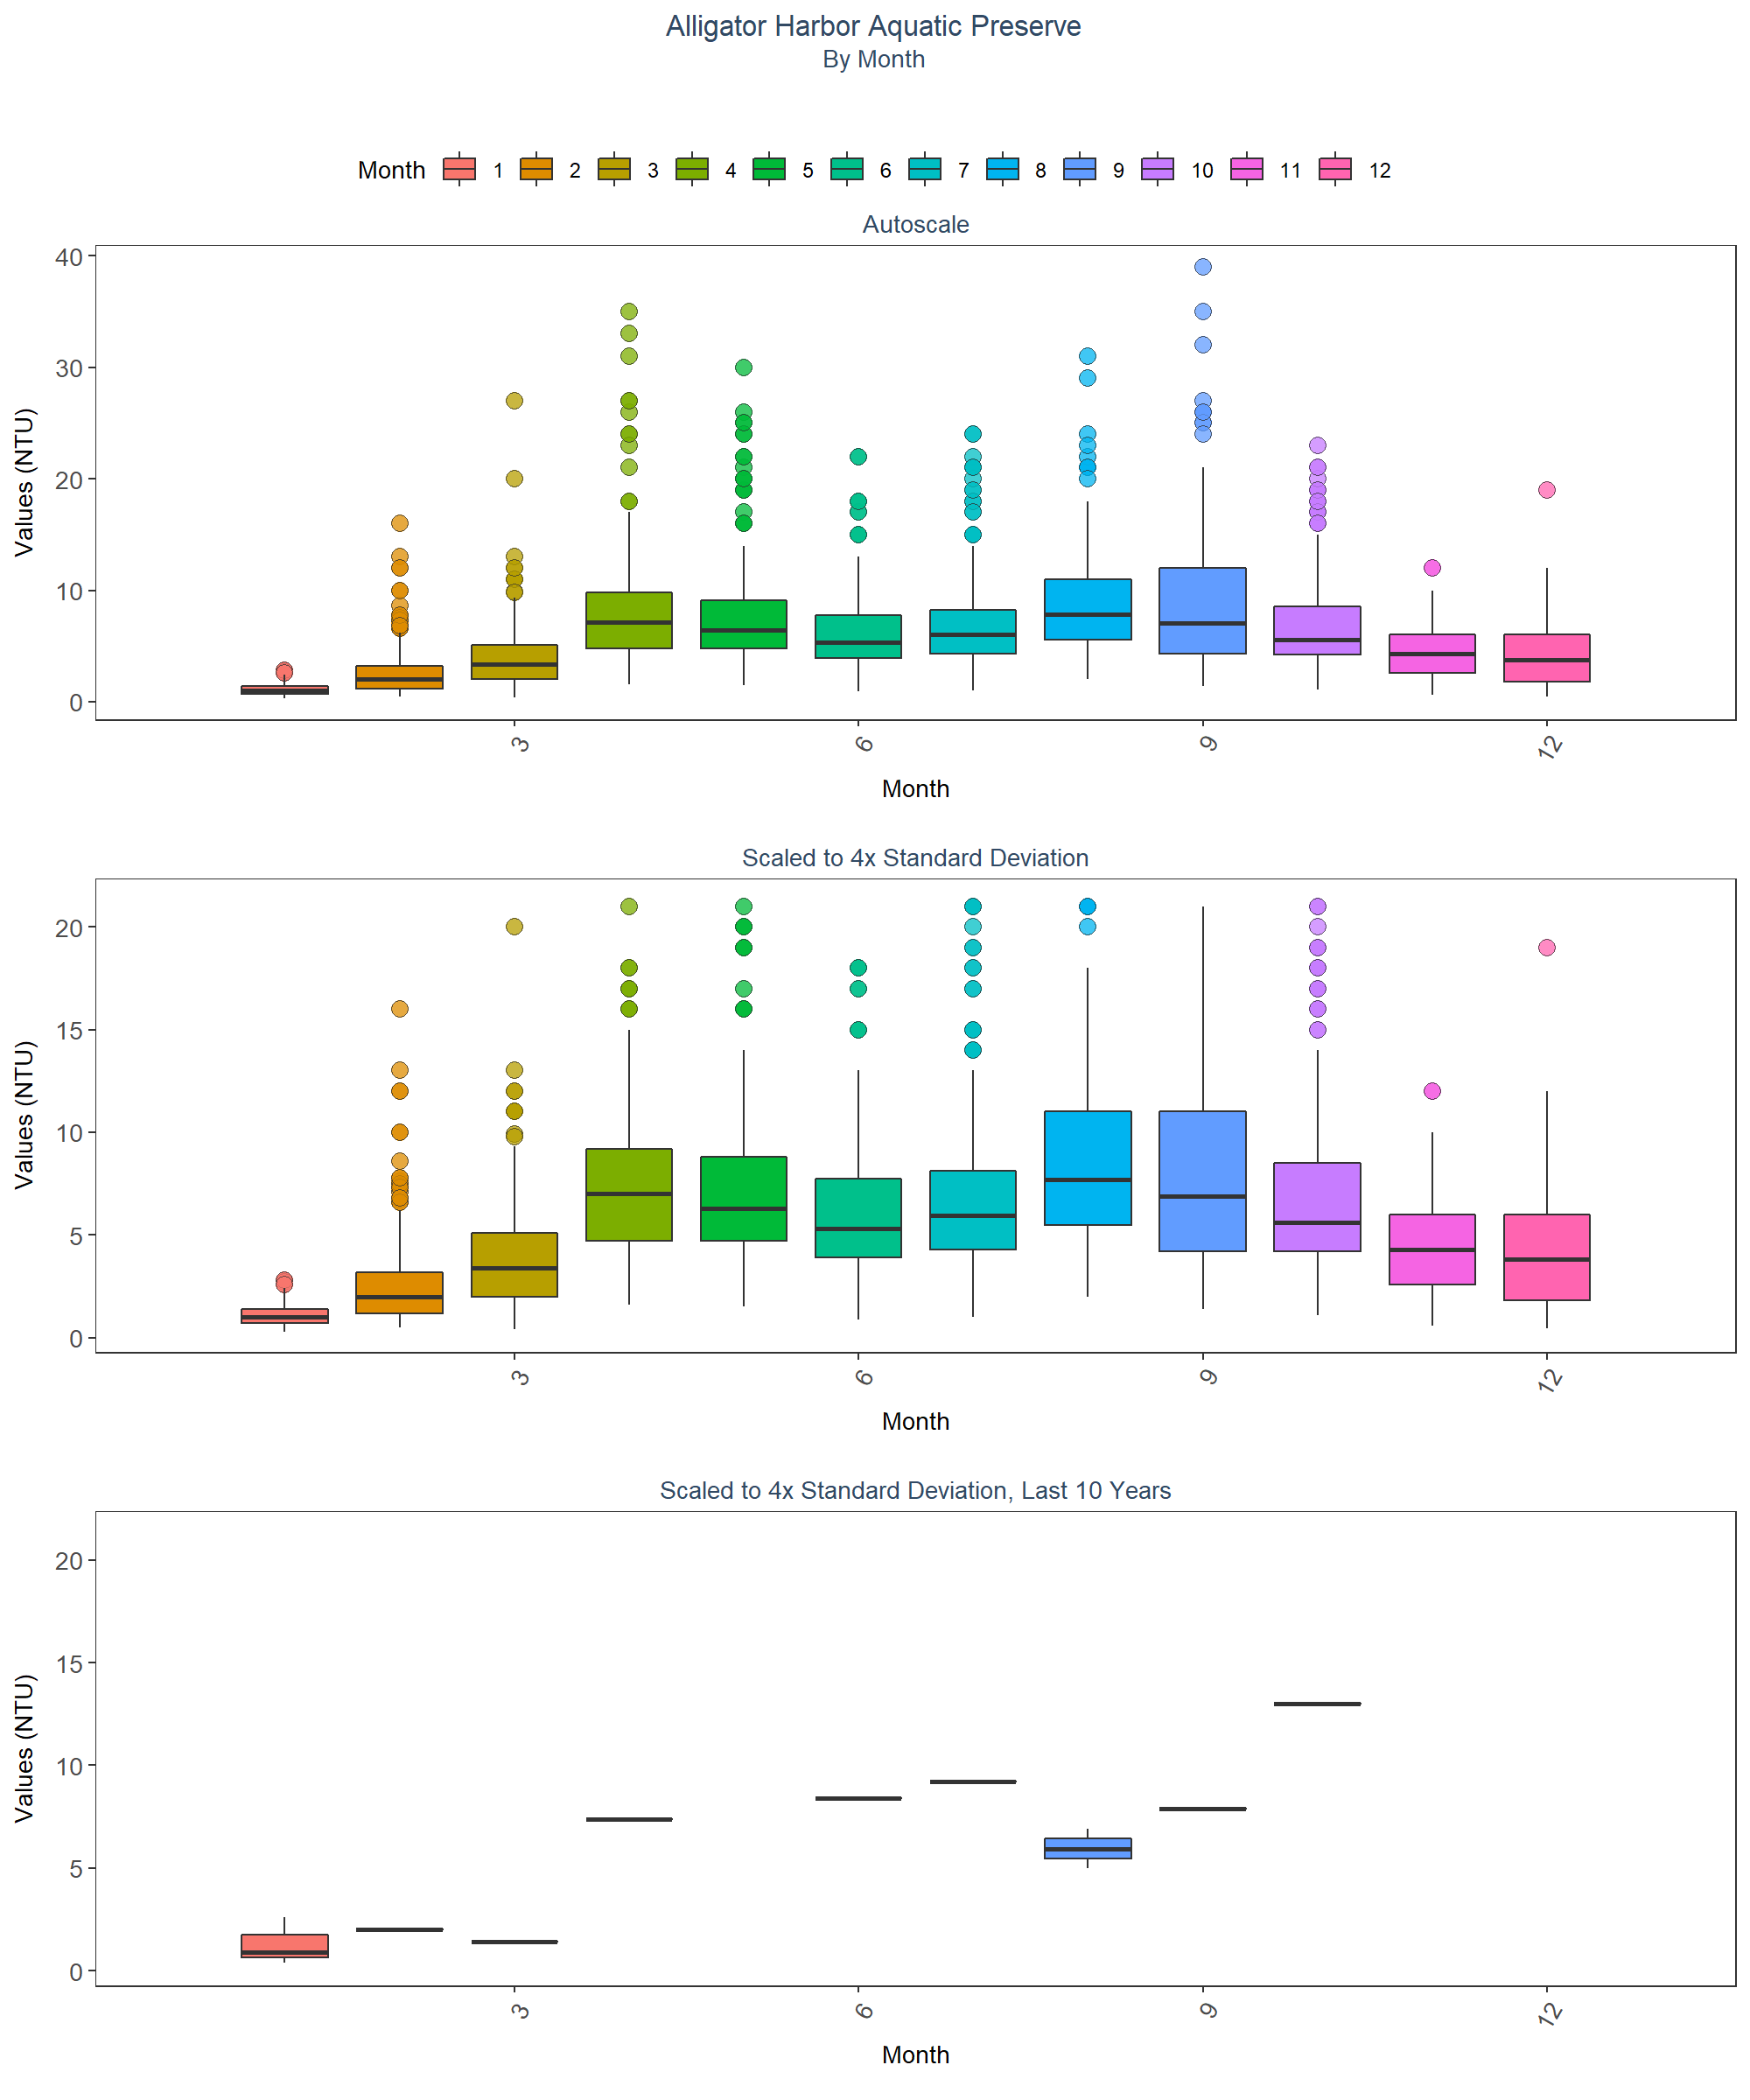 Alligator Harbor Aquatic Preserve
By Month
Month 1 2 3 4 5 6 7 8 9 10 11 12
Autoscale
Values (NTU)
40
30
20
10
0
3 6 9 12
Month
Scaled to 4x Standard Deviation
Values (NTU)
20
15
10
5
0
3 6 9 12
Month
Scaled to 4x Standard Deviation, Last 10 Years
Values (NTU)
20
15
10
5
0
3 6 9 12
Month